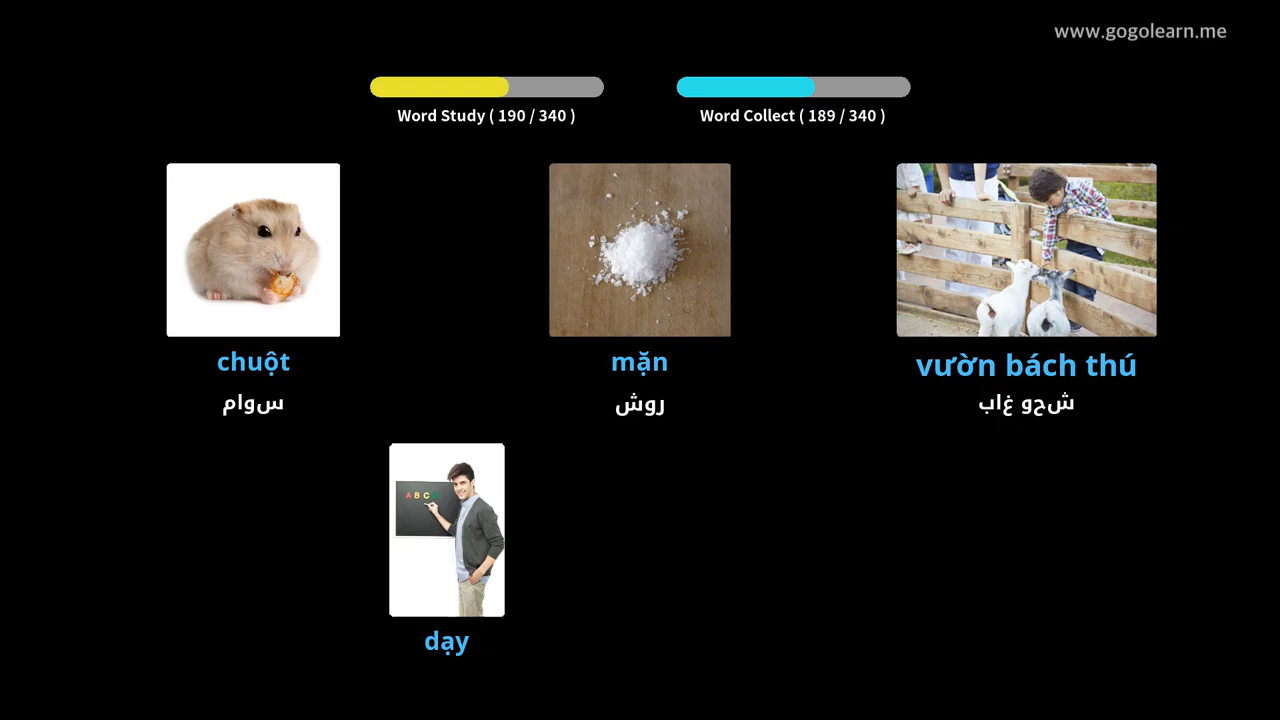 www.gogolearn.me
Word Study ( 190 / 340 )
Word Collect ( 189 / 340 )
chuột
mặn
vườn bách thú
سوام
روش
شحو غاب
A B C
dạy